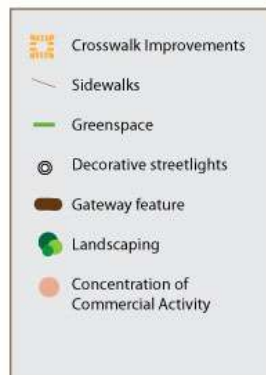 Crosswalk Improvements
Sidewalks
Greenspace
Decorative streetlights
Gateway feature
Landscaping
Concentration of
Commercial Activity